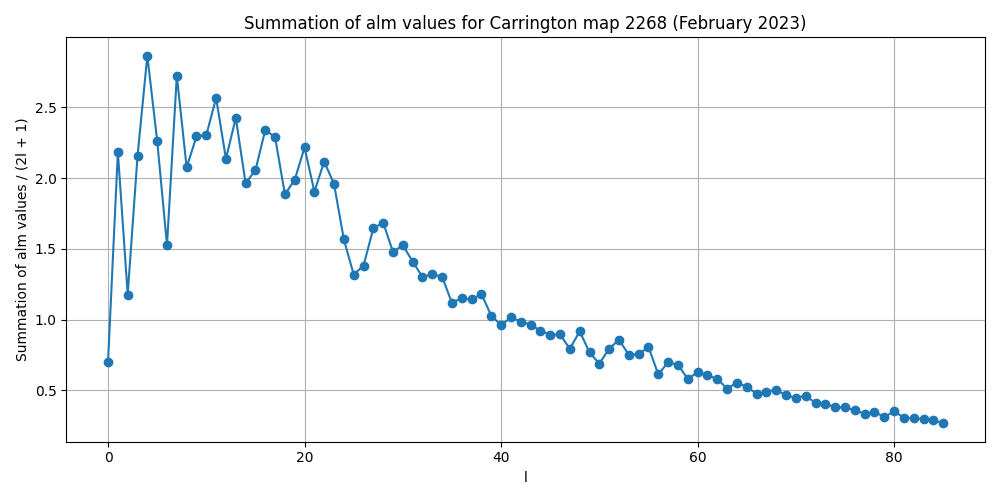 Summation of alm values for Carrington map 2268 (February 2023)
Summation of alm values / (2l + 1)
2.5
2.0
1.5
1.0
0.5
0 20 40 60 80
l